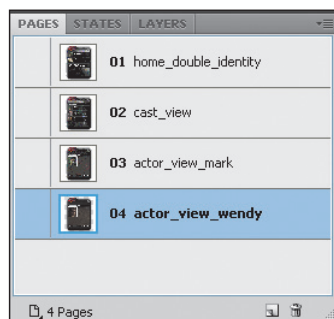 PAGES STATES LAYERS
01 home_double_identity
02 cast_view
03 actor_view_mark
04 actor_view_wendy
4 Pages